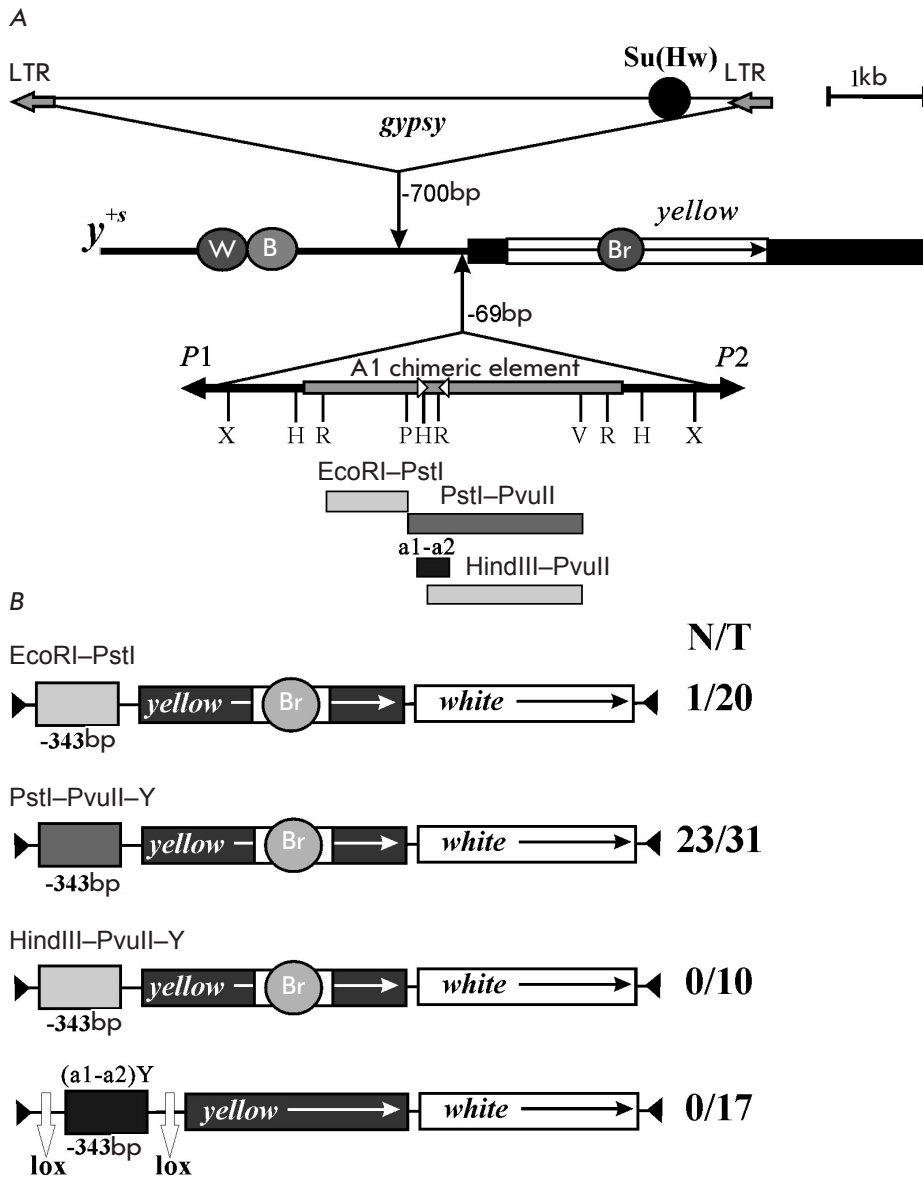 A
LTR
Su(Hw)
LTR
1kb
gypsy
-700bp
y+s
W
B
yellow
Br
-69bp
P1
A1 chimeric element
P2
X H R P H R V R H X
EcoRI–PstI
PstI–PvuII
a1-a2
HindIII–PvuII
B
N/T
EcoRI–PstI
yellow Br white 1/20
-343bp
PstI–PvuII–Y
yellow Br white 23/31
-343bp
HindIII–PvuII–Y
yellow Br white 0/10
-343bp
(a1-a2)Y
yellow white 0/17
-343bp
lox lox